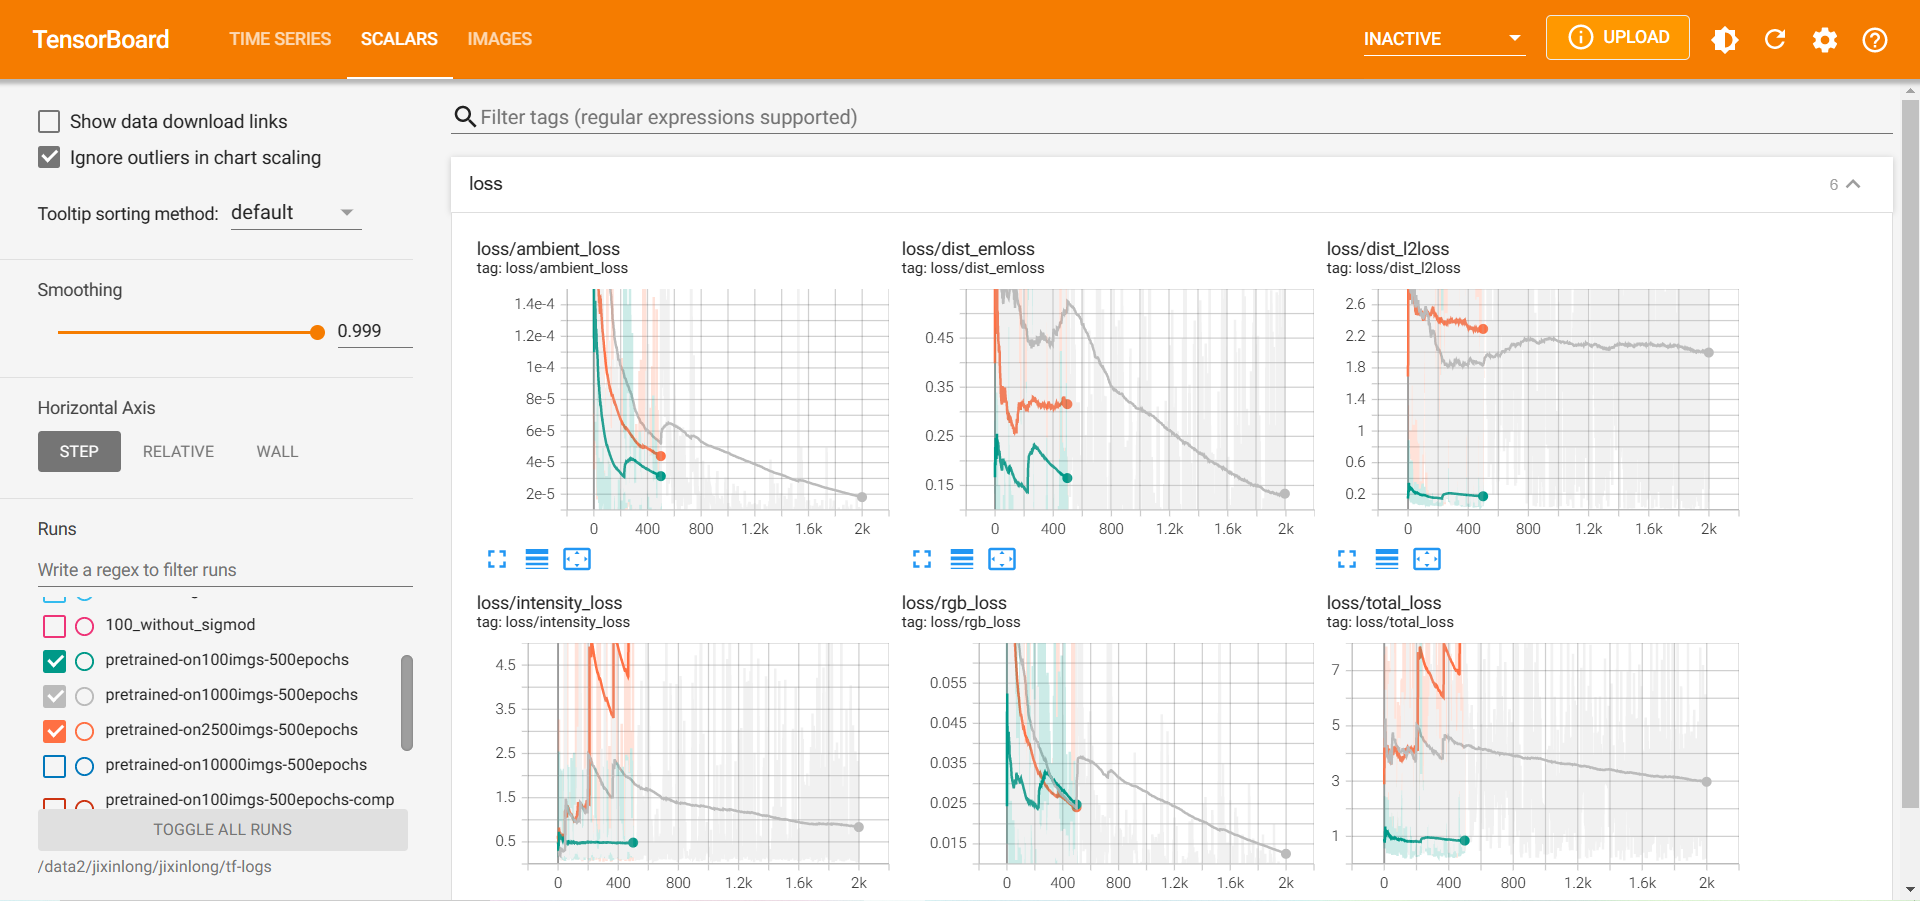 TensorBoard TIME SERIES SCALARS IMAGES INACTIVE UPLOAD
Show data download links
Ignore outliers in chart scaling
Tooltip sorting method: default
Smoothing
0.999
Horizontal Axis
STEP RELATIVE WALL
Runs
Write a regex to filter runs
100_without_sigmod
pretrained-on100imgs-500epochs
pretrained-on1000imgs-500epochs
pretrained-on2500imgs-500epochs
pretrained-on10000imgs-500epochs
pretrained-on100imgs-500epochs-comp
TOGGLE ALL RUNS
/data2/jixinlong/jixinlong/tf-logs
Filter tags (regular expressions supported)
loss 6
loss/ambient_loss
tag: loss/ambient_loss
1.4e-4
1.2e-4
1e-4
8e-5
6e-5
4e-5
2e-5
0 400 800 1.2k 1.6k 2k
loss/dist_emloss
tag: loss/dist_emloss
0.45
0.35
0.25
0.15
0 400 800 1.2k 1.6k 2k
loss/dist_l2loss
tag: loss/dist_l2loss
2.6
2.2
1.8
1.4
1
0.6
0.2
0 400 800 1.2k 1.6k 2k
loss/intensity_loss
tag: loss/intensity_loss
4.5
3.5
2.5
1.5
0.5
0 400 800 1.2k 1.6k 2k
loss/rgb_loss
tag: loss/rgb_loss
0.055
0.045
0.035
0.025
0.015
0 400 800 1.2k 1.6k 2k
loss/total_loss
tag: loss/total_loss
7
5
3
1
0 400 800 1.2k 1.6k 2k